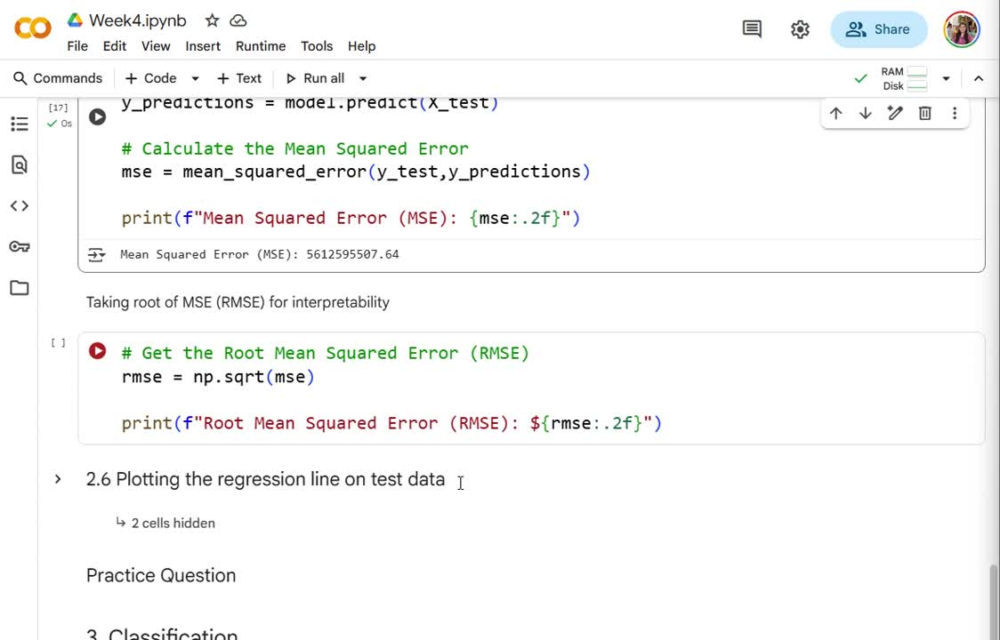 Week4.ipynb
File Edit View Insert Runtime Tools Help
Share
Commands + Code + Text Run all
RAM
Disk
[17]
0s
y_predictions = model.predict(X_test)
# Calculate the Mean Squared Error
mse = mean_squared_error(y_test,y_predictions)
print(f"Mean Squared Error (MSE): {mse:.2f}")
Mean Squared Error (MSE): 5612595507.64
Taking root of MSE (RMSE) for interpretability
[ ]
# Get the Root Mean Squared Error (RMSE)
rmse = np.sqrt(mse)
print(f"Root Mean Squared Error (RMSE): ${rmse:.2f}")
2.6 Plotting the regression line on test data
2 cells hidden
Practice Question
3. Classification